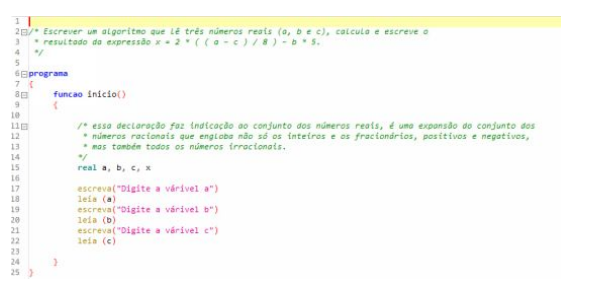 1
2 /* Escrever um algoritmo que lê três números reais (a, b e c), calcula e escreve o
3 * resultado da expressão x = 2 * ( ( a - c ) / 8 ) - b * 5.
4 */
5
6 programa
7 {
8 funcao inicio()
9 {
10
11 /* essa declaração faz indicação ao conjunto dos números reais, é uma expansão do conjunto dos
12 * números racionais que engloba não só os inteiros e os fracionários, positivos e negativos,
13 * mas também todos os números irracionais.
14 */
15 real a, b, c, x
16
17 escreva("Digite a várivel a")
18 leia (a)
19 escreva("Digite a várivel b")
20 leia (b)
21 escreva("Digite a várivel c")
22 leia (c)
23
24 }
25 }